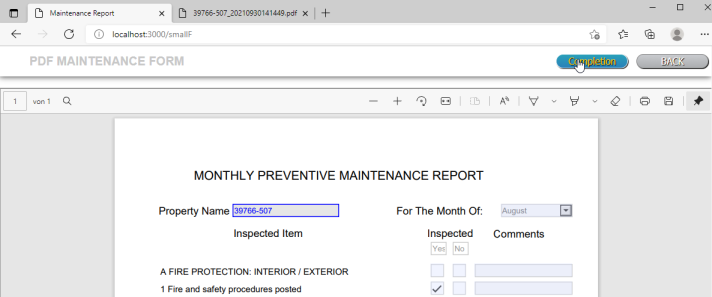 Maintenance Report
39766-507_20210930141449.pdf
localhost:3000/smallF
PDF MAINTENANCE FORM
Completion
BACK
1 von 1
MONTHLY PREVENTIVE MAINTENANCE REPORT
Property Name 39766-507
For The Month Of: August
Inspected Item Inspected Comments
Yes No
A FIRE PROTECTION: INTERIOR / EXTERIOR
1 Fire and safety procedures posted